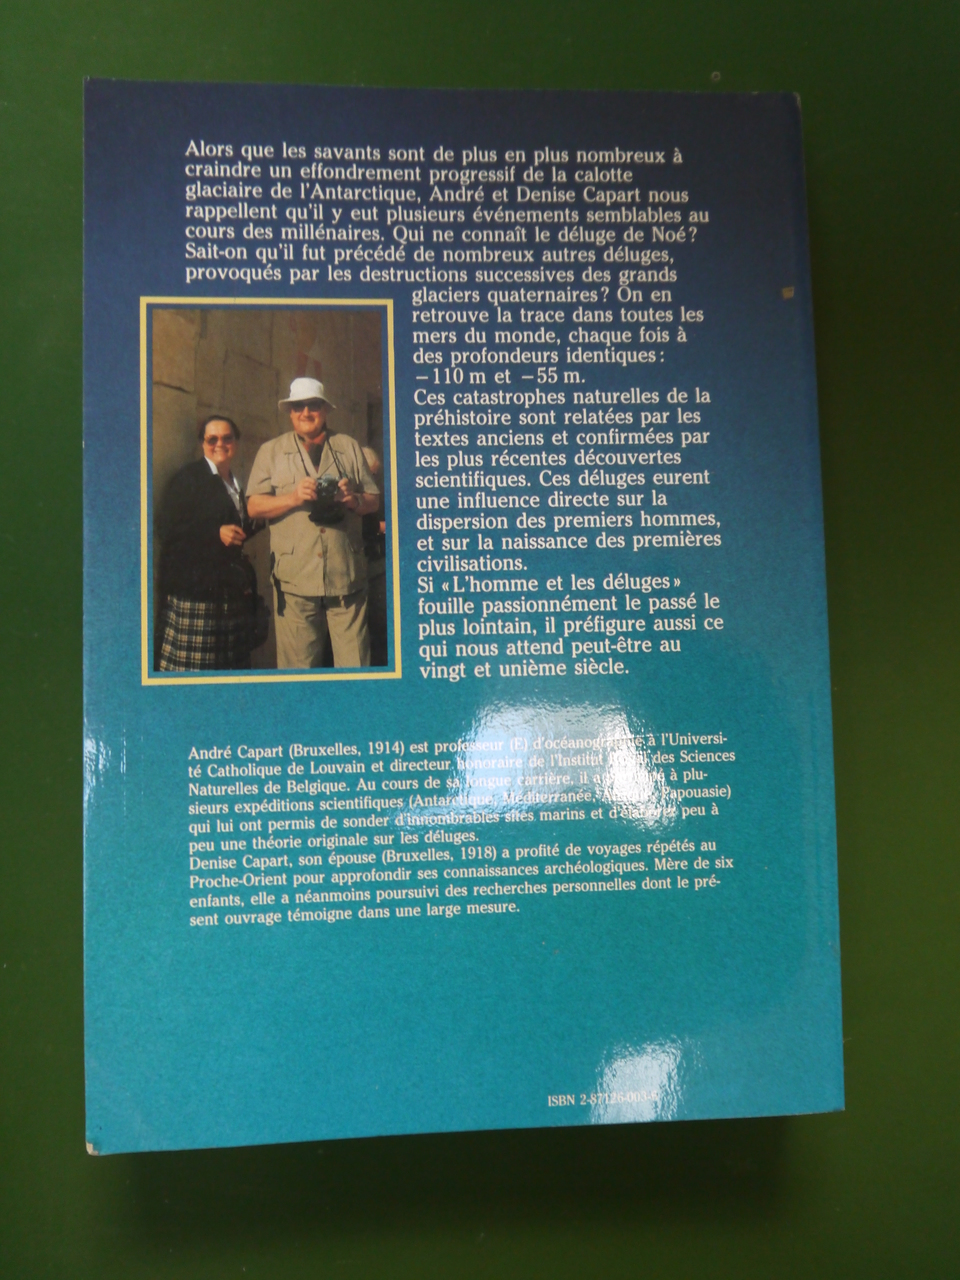 Alors que les savants sont de plus en plus nombreux à
craindre un effondrement progressif de la calotte
glaciaire de l'Antarctique, André et Denise Capart nous
rappellent qu'il y eut plusieurs événements semblables au
cours des millénaires. Qui ne connaît le déluge de Noé?
Sait-on qu'il fut précédé de nombreux autres déluges,
provoqués par les destructions successives des grands
glaciers quaternaires? On en
retrouve la trace dans toutes les
mers du monde, chaque fois à
des profondeurs identiques:
−110 m et −55 m.
Ces catastrophes naturelles de la
préhistoire sont relatées par les
textes anciens et confirmées par
les plus récentes découvertes
scientifiques. Ces déluges eurent
une influence directe sur la
dispersion des premiers hommes,
et sur la naissance des premières
civilisations.
Si «L'homme et les déluges»
fouille passionnément le passé le
plus lointain, il préfigure aussi ce
qui nous attend peut-être au
vingt et unième siècle.
André Capart (Bruxelles, 1914) est professeur (E) d'océanographie à l'Universi-
té Catholique de Louvain et directeur honoraire de l'Institut des Sciences
Naturelles de Belgique. Au cours de sa longue carrière, il a à plu-
sieurs expéditions scientifiques (Antarctique, Méditerranée, Papouasie)
qui lui ont permis de sonder d'innombrables sites marins et d'élaborer peu à
peu une théorie originale sur les déluges.
Denise Capart, son épouse (Bruxelles, 1918) a profité de voyages répétés au
Proche-Orient pour approfondir ses connaissances archéologiques. Mère de six
enfants, elle a néanmoins poursuivi des recherches personnelles dont le pré-
sent ouvrage témoigne dans une large mesure.
ISBN